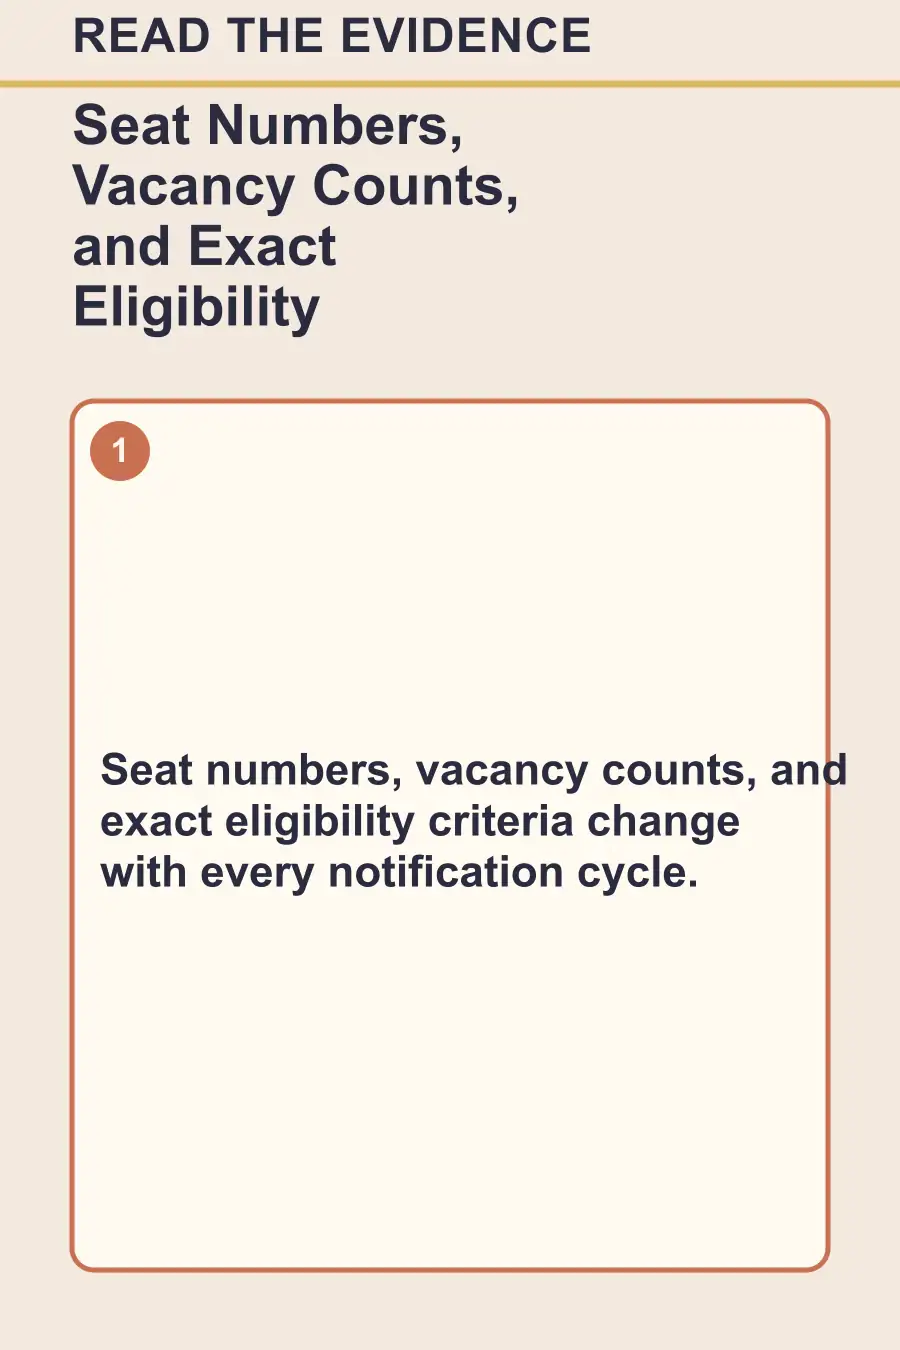 READ THE EVIDENCE
Seat Numbers,
Vacancy Counts,
and Exact
Eligibility
1
Seat numbers, vacancy counts, and
exact eligibility criteria change
with every notification cycle.